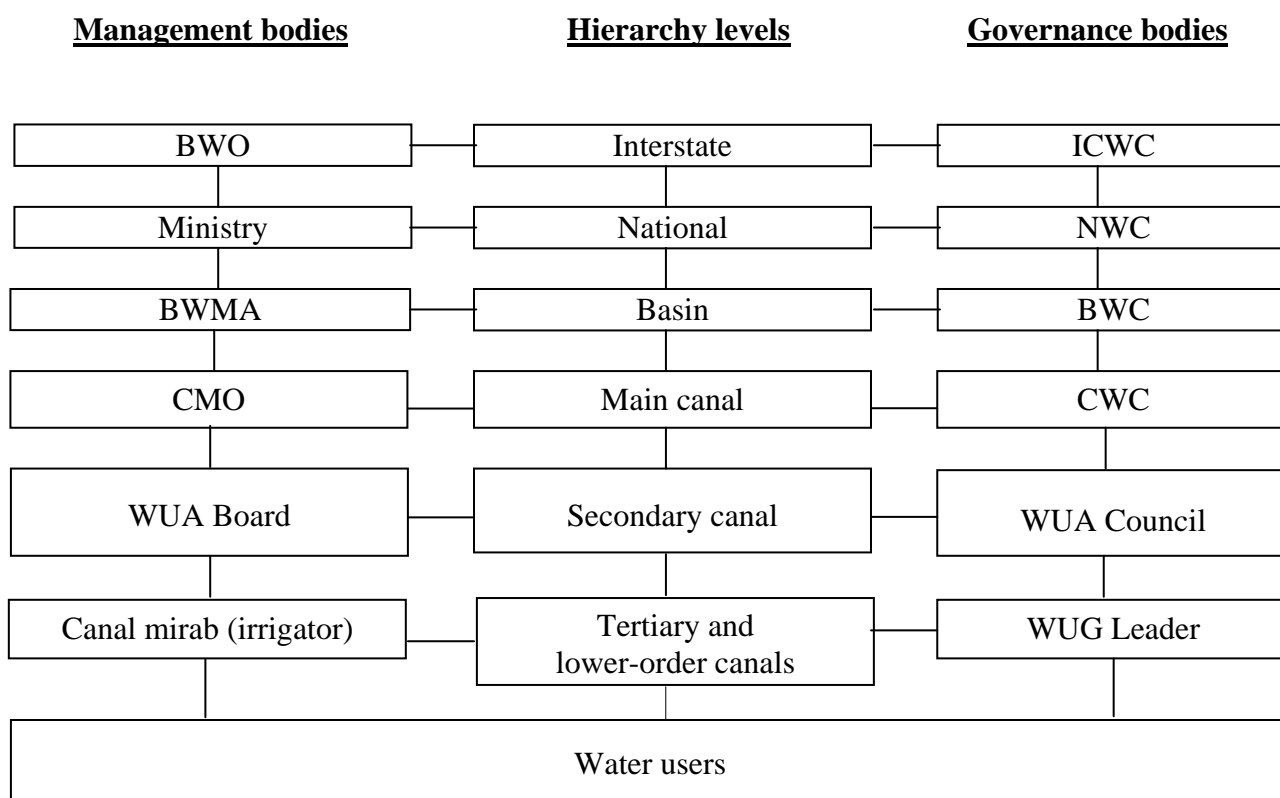 Management bodies
Hierarchy levels
Governance bodies
BWO
Interstate
ICWC
Ministry
National
NWC
BWMA
Basin
BWC
CMO
Main canal
CWC
WUA Board
Secondary canal
WUA Council
Canal mirab (irrigator)
Tertiary and
lower-order canals
WUG Leader
Water users